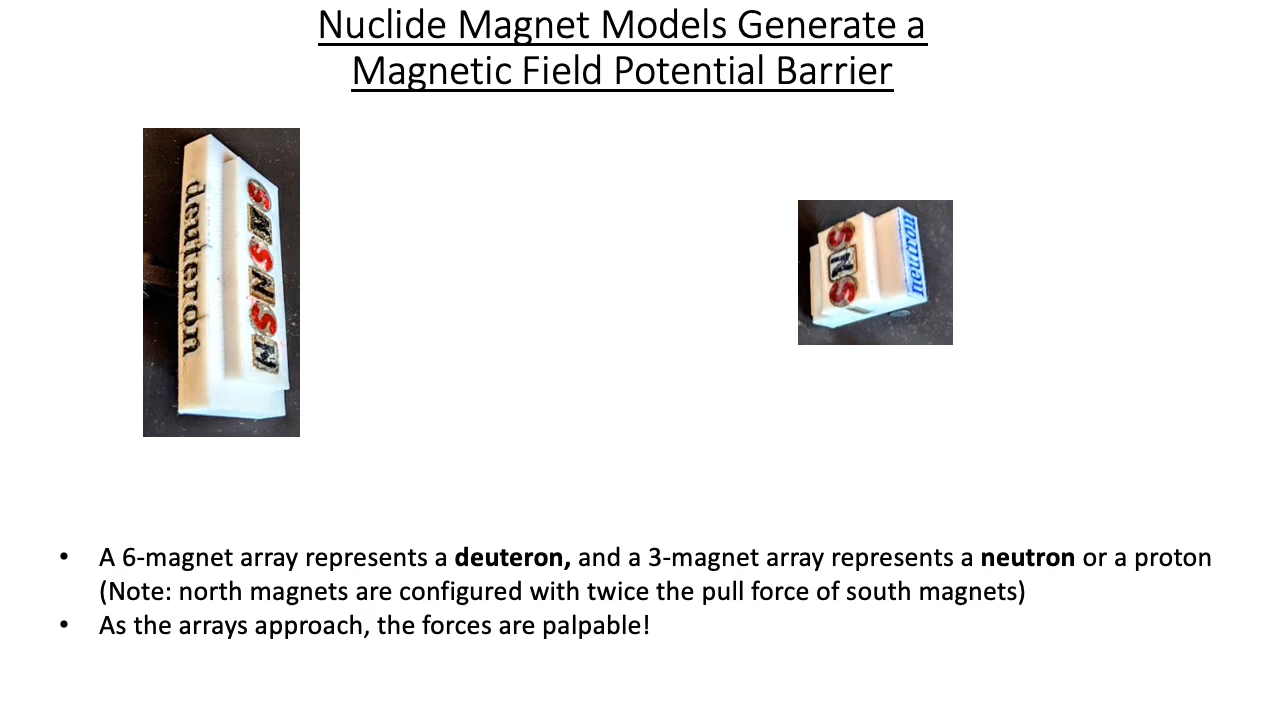 Nuclide Magnet Models Generate a
Magnetic Field Potential Barrier
deuteron
S
N
S
N
S
N
S
N
S
neutron
• A 6-magnet array represents a deuteron, and a 3-magnet array represents a neutron or a proton
(Note: north magnets are configured with twice the pull force of south magnets)
• As the arrays approach, the forces are palpable!